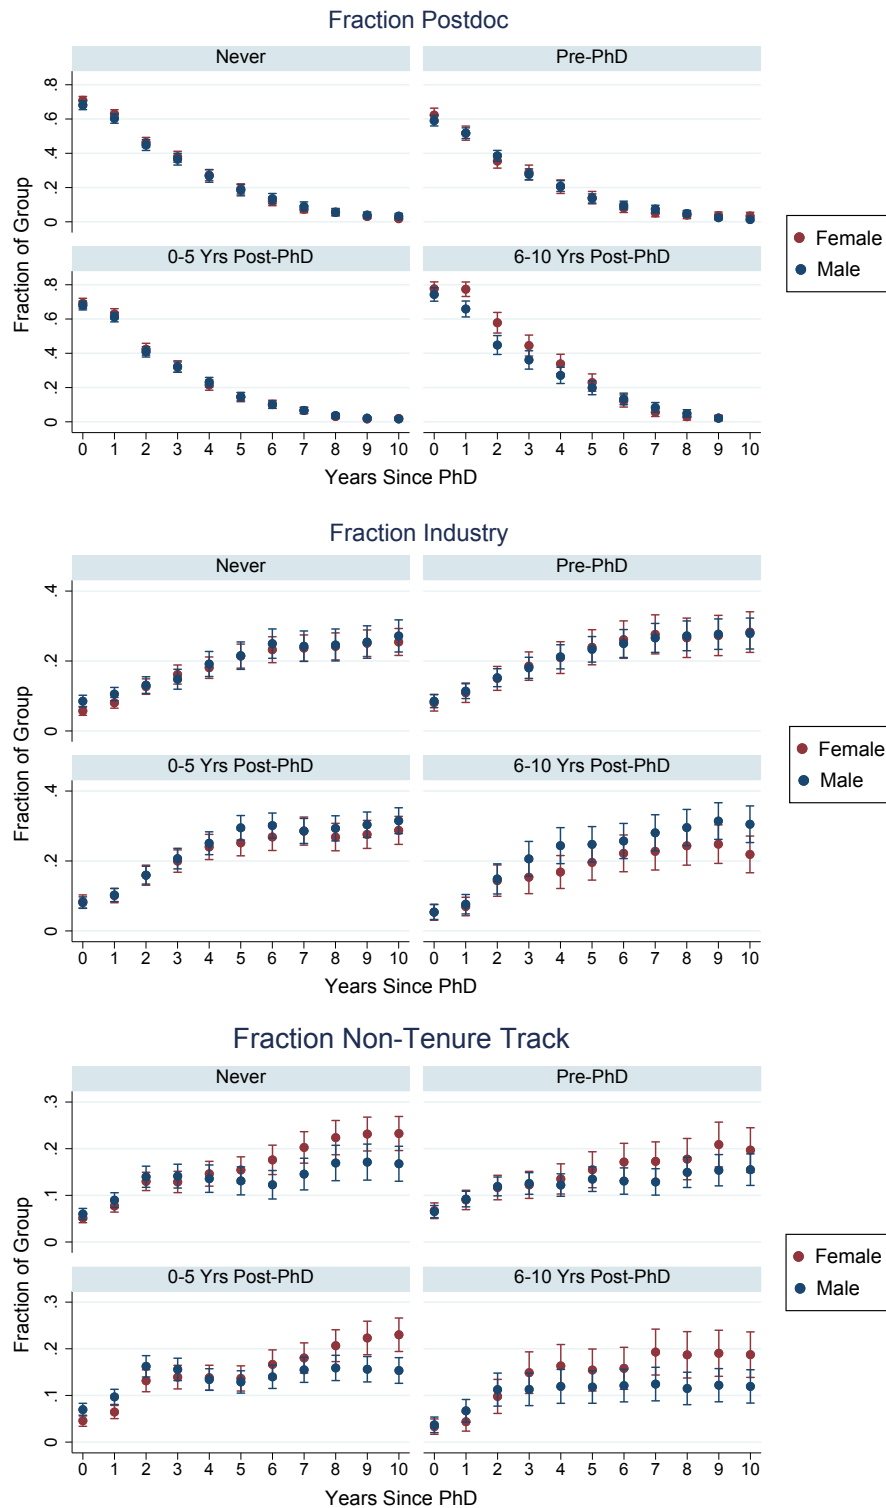 Fraction Postdoc
Never
Pre-PhD
.8
.6
.4
.2
0
0-5 Yrs Post-PhD
6-10 Yrs Post-PhD
.8
.6
.4
.2
0
Fraction of Group
0 1 2 3 4 5 6 7 8 9 10
0 1 2 3 4 5 6 7 8 9 10
Years Since PhD
Female
Male
Fraction Industry
Never
Pre-PhD
.4
.2
0
0-5 Yrs Post-PhD
6-10 Yrs Post-PhD
.4
.2
0
Fraction of Group
0 1 2 3 4 5 6 7 8 9 10
0 1 2 3 4 5 6 7 8 9 10
Years Since PhD
Female
Male
Fraction Non-Tenure Track
Never
Pre-PhD
.3
.2
.1
0
0-5 Yrs Post-PhD
6-10 Yrs Post-PhD
.3
.2
.1
0
Fraction of Group
0 1 2 3 4 5 6 7 8 9 10
0 1 2 3 4 5 6 7 8 9 10
Years Since PhD
Female
Male